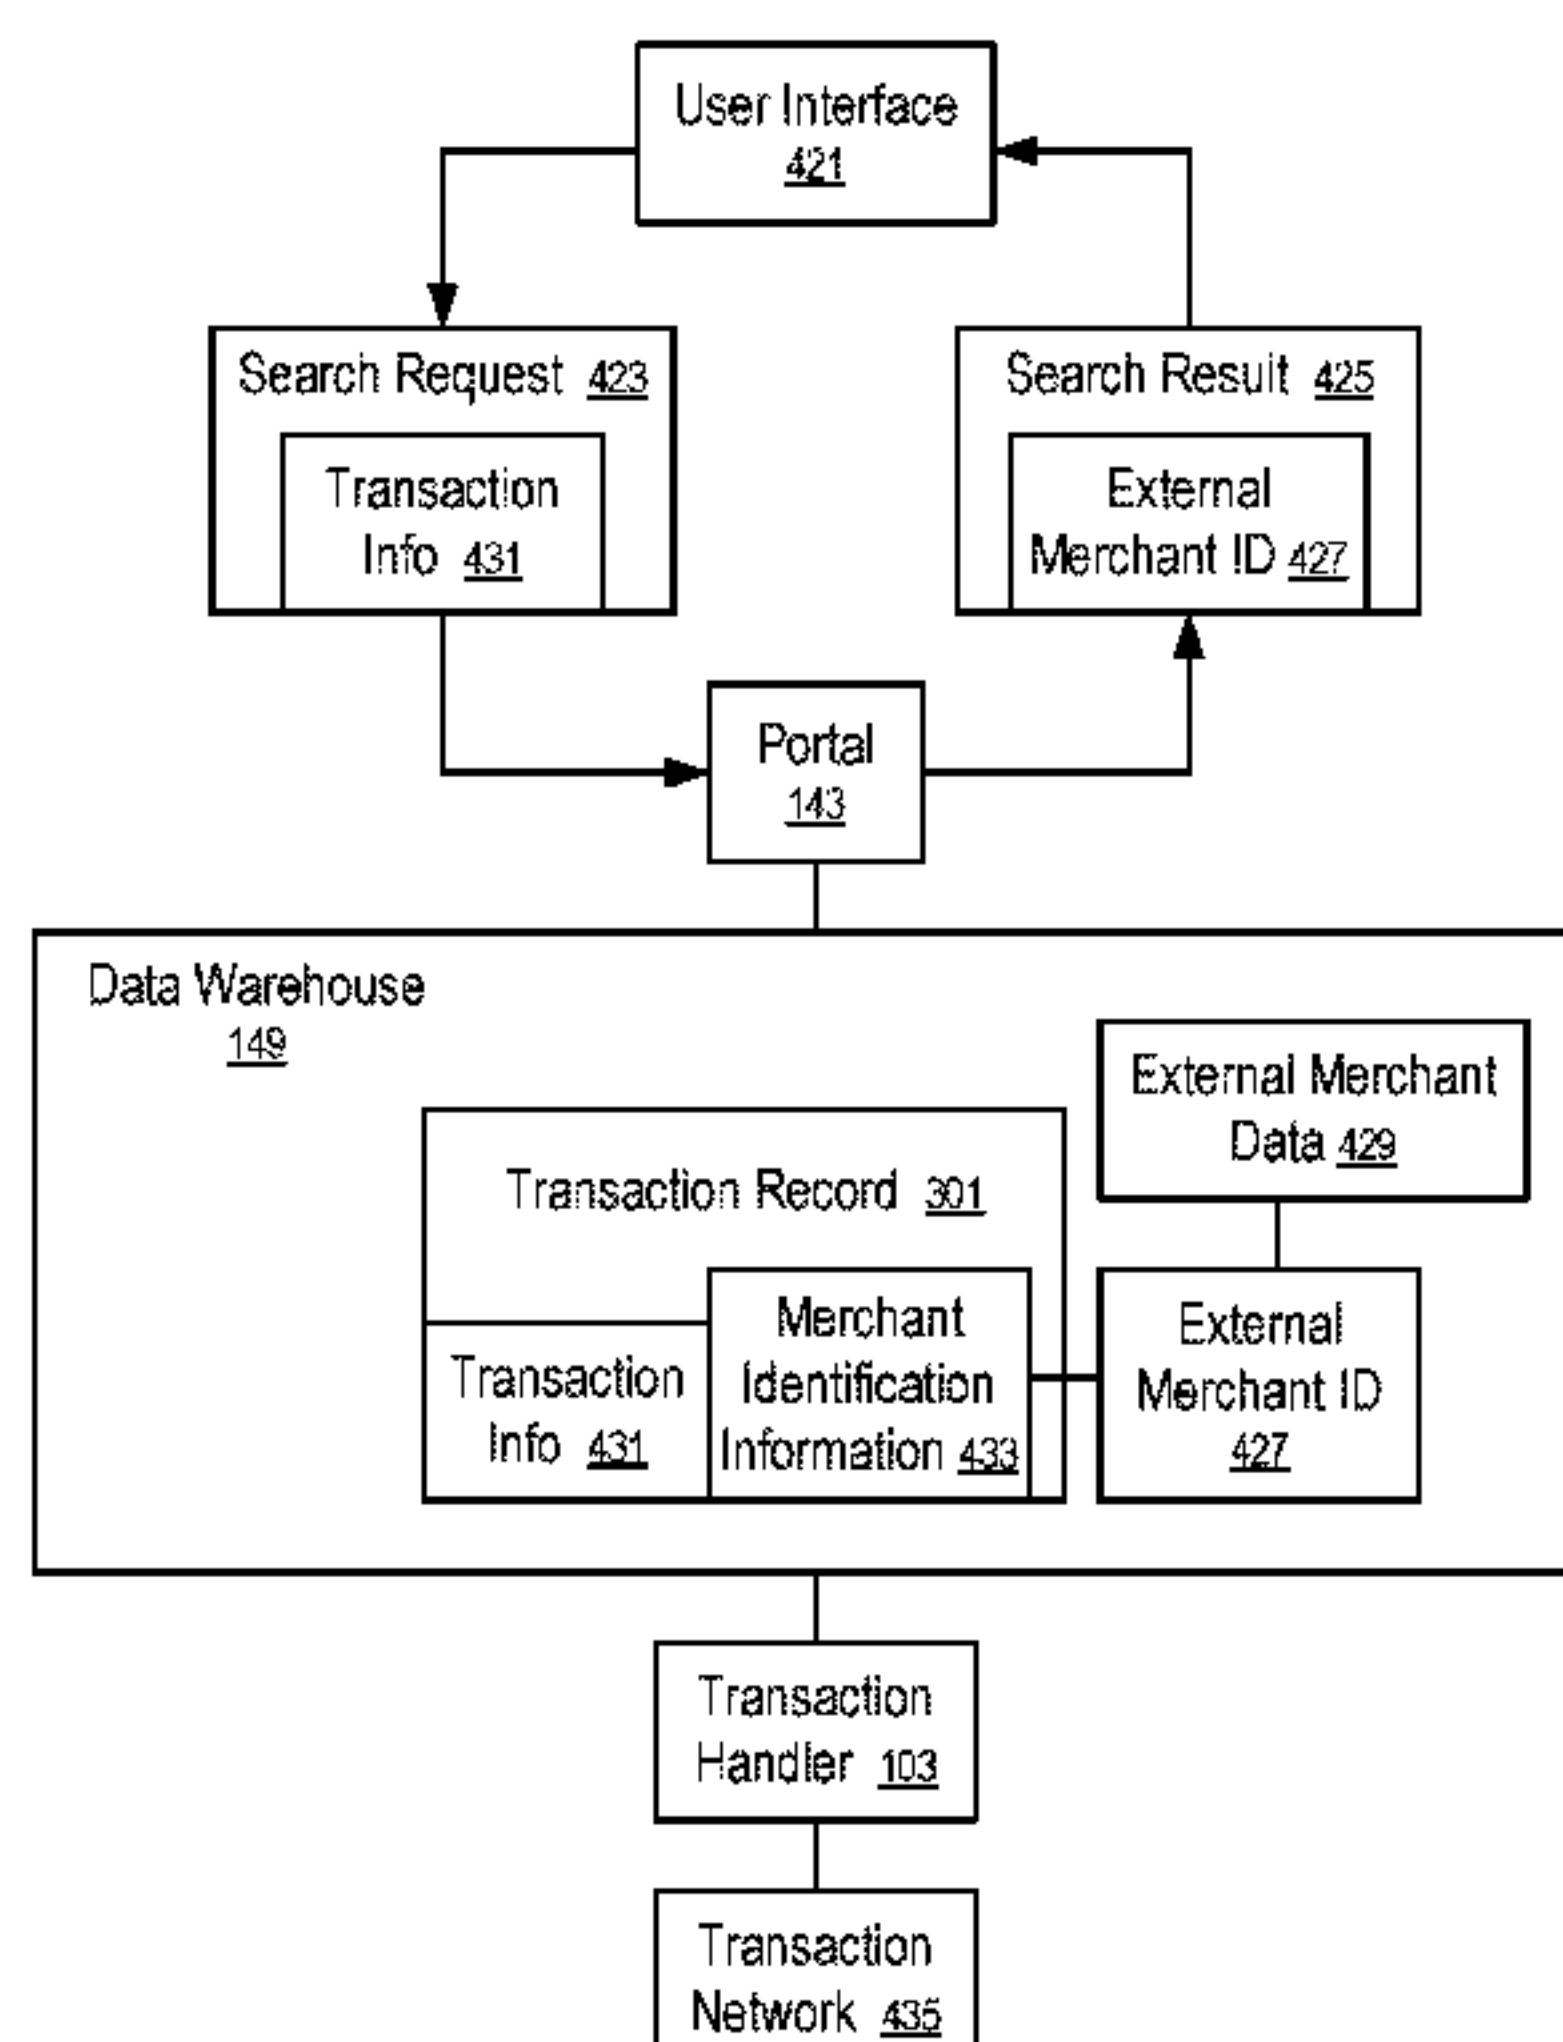 User Interface
421
Search Request 423
Transaction
Info 431
Search Result 425
External
Merchant ID 427
Portal
143
Data Warehouse
149
External Merchant
Data 429
Transaction Record 301
Merchant
Identification
Information 433
Transaction
Info 431
External
Merchant ID
427
Transaction
Handler 103
Transaction
Network 435